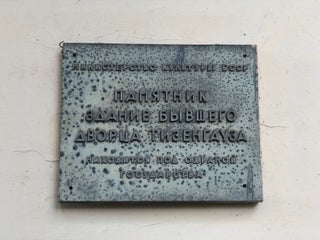 МИНИСТЕРСТВО КУЛЬТУРЫ БССР
ПАМЯТНИК
ЗДАНИЕ БЫВШЕГО
ДВОРЦА ТИЗЕНГАУЗА
НАХОДИТСЯ ПОД ОХРАНОЙ
ГОСУДАРСТВА